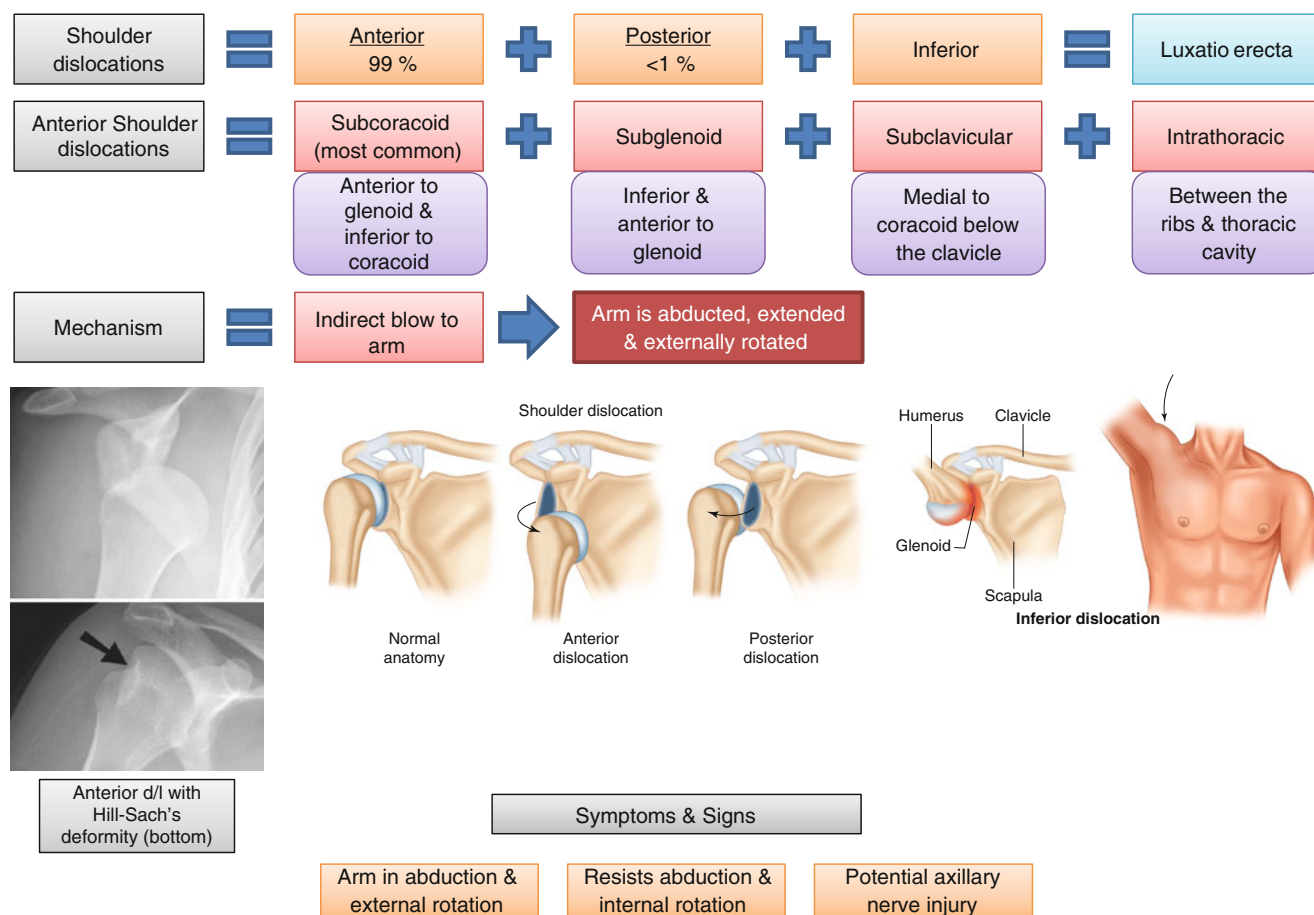 Shoulder
dislocations
Anterior
99 %
Posterior
<1 %
Inferior
Luxatio erecta
Anterior Shoulder
dislocations
Subcoracoid
(most common)
Subglenoid
Subclavicular
Intrathoracic
Anterior to
glenoid &
inferior to
coracoid
Inferior &
anterior to
glenoid
Medial to
coracoid below
the clavicle
Between the
ribs & thoracic
cavity
Mechanism
Indirect blow to
arm
Arm is abducted, extended
& externally rotated
Shoulder dislocation
Normal
anatomy
Anterior
dislocation
Posterior
dislocation
Humerus
Clavicle
Glenoid
Scapula
Inferior dislocation
Anterior d/l with
Hill-Sach's
deformity (bottom)
Symptoms & Signs
Arm in abduction &
external rotation
Resists abduction &
internal rotation
Potential axillary
nerve injury